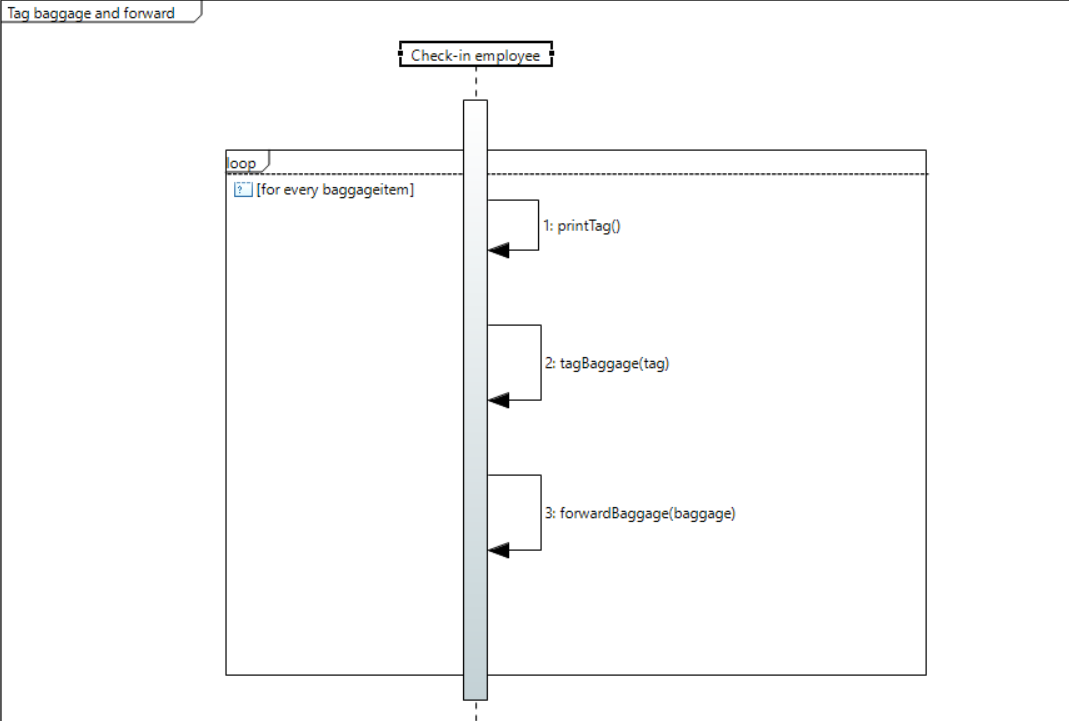 Tag baggage and forward
Check-in employee
loop
[for every baggageitem]
1: printTag()
2: tagBaggage(tag)
3: forwardBaggage(baggage)